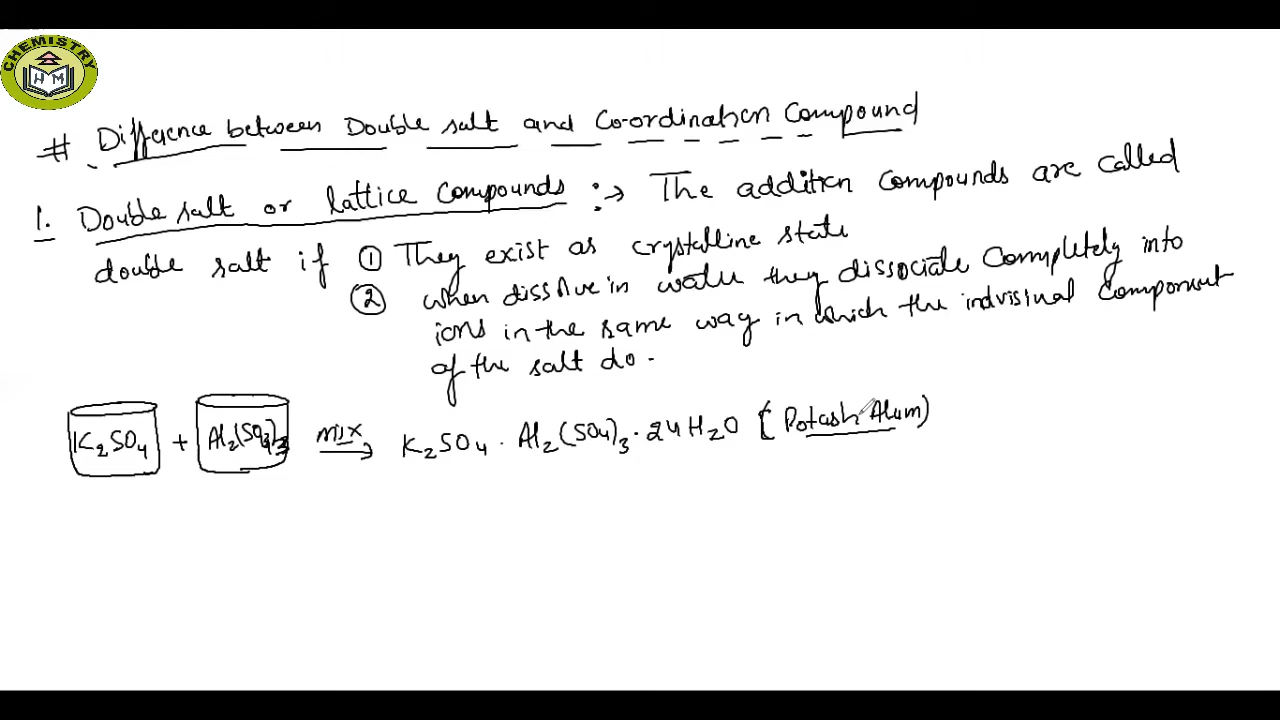 CHEMISTRY
HM
# Difference between Double salt and Co-ordination Compound
1. Double salt or lattice compounds :→ The addition compounds are called
double salt if ① They exist as crystalline state
② when dissolve in water they dissociate completely into
ions in the same way in which the indvisinal component
of the salt do.
K₂SO₄ + Al₂(SO₄)₃ mix → K₂SO₄ · Al₂(SO₄)₃ · 24H₂O [Potash Alum)